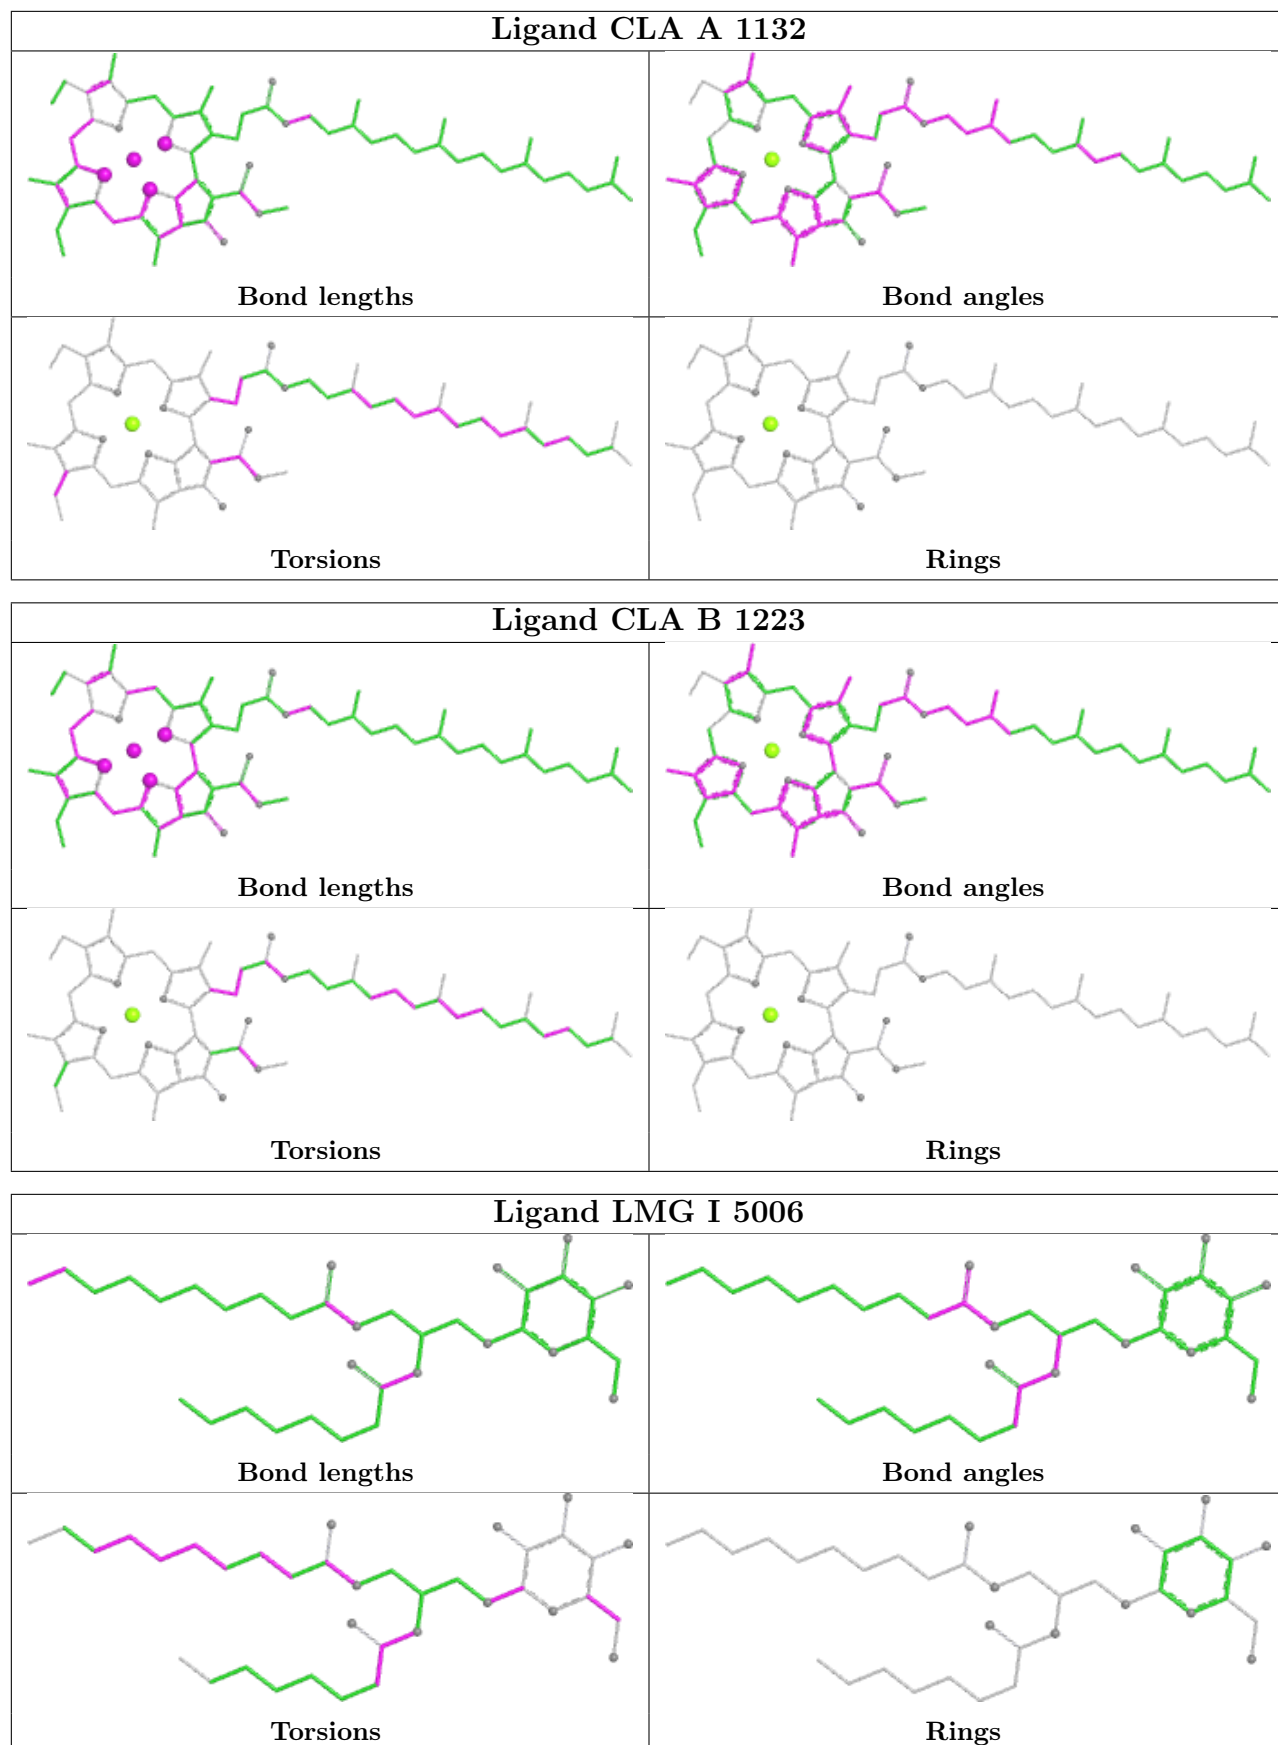 Ligand CLA A 1132
Bond lengths
Bond angles
Torsions
Rings
Ligand CLA B 1223
Bond lengths
Bond angles
Torsions
Rings
Ligand LMG I 5006
Bond lengths
Bond angles
Torsions
Rings